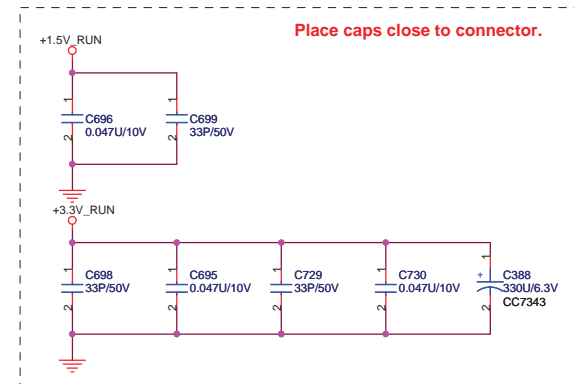 Place caps close to connector.
+1.5V_RUN
1 1
C696 C699
0.047U/10V 33P/50V
2 2
+3.3V_RUN
1 1 1 1 1
C698 C695 C729 C730 + C388
33P/50V 0.047U/10V 33P/50V 0.047U/10V 330U/6.3V
2 2 2 2 2 CC7343